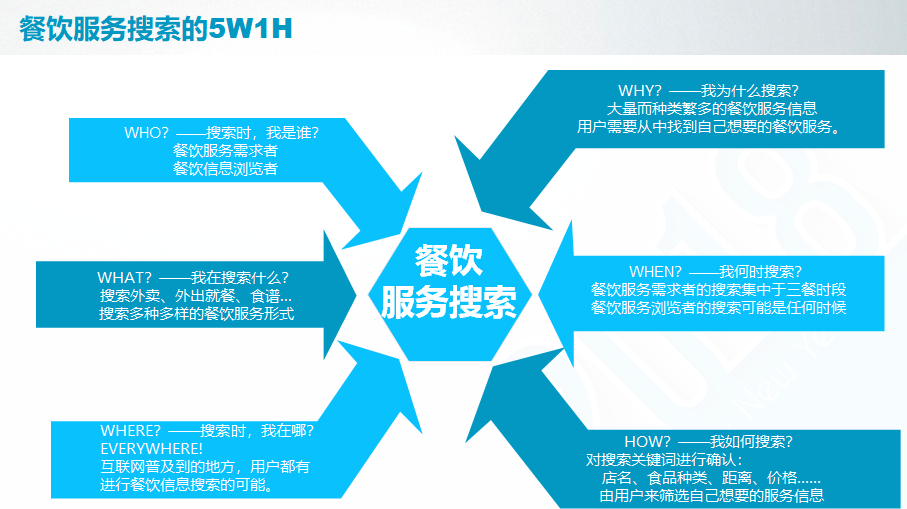 餐饮服务搜索的5W1H
WHO？——搜索时，我是谁？
餐饮服务需求者
餐饮信息浏览者
WHY？——我为什么搜索？
大量而种类繁多的餐饮服务信息
用户需要从中找到自己想要的餐饮服务。
餐饮
服务搜索
WHAT？——我在搜索什么？
搜索外卖、外出就餐、食谱...
搜索多种多样的餐饮服务形式
WHEN？——我何时搜索？
餐饮服务需求者的搜索集中于三餐时段
餐饮服务浏览者的搜索可能是任何时候
WHERE？——搜索时，我在哪？
EVERYWHERE！
互联网普及到的地方，用户都有
进行餐饮信息搜索的可能。
HOW？——我如何搜索？
对搜索关键词进行确认：
店名、食品种类、距离、价格……
由用户来筛选自己想要的服务信息